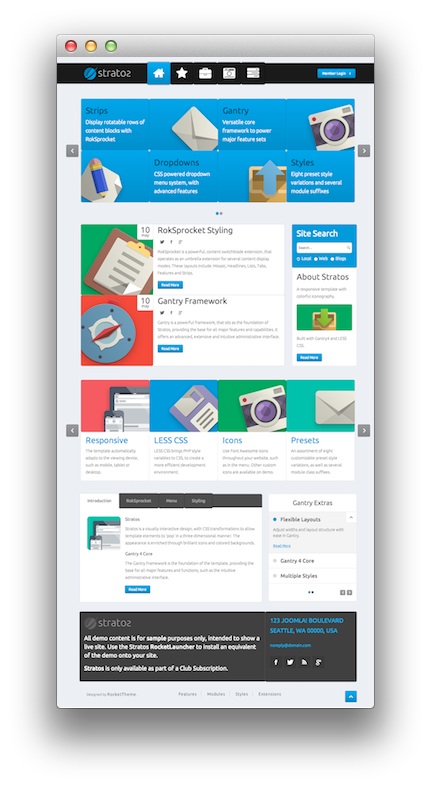 stratos
Member Login
Strips
Display rotatable rows of
content blocks with
RokSprocket
Gantry
Versatile core
framework to power
major feature sets
Dropdowns
CSS powered dropdown
menu system, with
advanced features
Styles
Eight preset style
variations and several
module suffixes
10
RokSprocket Styling
RokSprocket is a powerful, content switchblade extension, that
operates as an umbrella extension for several content display
modes. These layouts include: Mosaic, Headlines, Lists, Tabs,
Features and Strips.
Read More
10
Gantry Framework
Gantry is a powerful framework, that sits as the foundation of
Stratos, providing the base for all major features and capabilities. It
offers an advanced, extensive and intuitive administrative interface.
Read More
Site Search
Search...
Local Web Blogs
About Stratos
A responsive template with
colorful iconography.
Built with Gantry4 and LESS
CSS.
Read More
Responsive
The template automatically
adapts to the viewing device,
such as mobile, tablet or
desktop.
LESS CSS
LESS CSS brings PHP style
variables to CSS, to create a
more efficient development
environment.
Icons
Use Font Awesome icons
throughout your website, such
as in the menu. Other custom
icons are available on demo.
Presets
An assortment of eight
customizable preset style
variations, as well as several
module class suffixes.
Introduction RokSprocket Menu Styling
Stratos
Stratos is a visually interactive design, with CSS transformations to allow
template elements to 'pop' in a three dimensional manner. The
appearance is enriched through brilliant icons and colored backgrounds.
Gantry 4 Core
The Gantry Framework is the foundation of the template, providing the
base for all major features and functions, such as the intuitive
administrative interface.
Read More
Gantry Extras
Flexible Layouts
Adjust widths and layout structure with
ease in Gantry.
Read More
Gantry 4 Core
Multiple Styles
stratos
All demo content is for sample purposes only, intended to show a
live site. Use the Stratos RocketLauncher to install an equivalent
of the demo onto your site.
Stratos is only available as part of a Club Subscription.
123 JOOMLA! BOULEVARD
SEATTLE, WA 00000, USA
noreply@domain.com
Designed by RocketTheme
Features Modules Styles Extensions